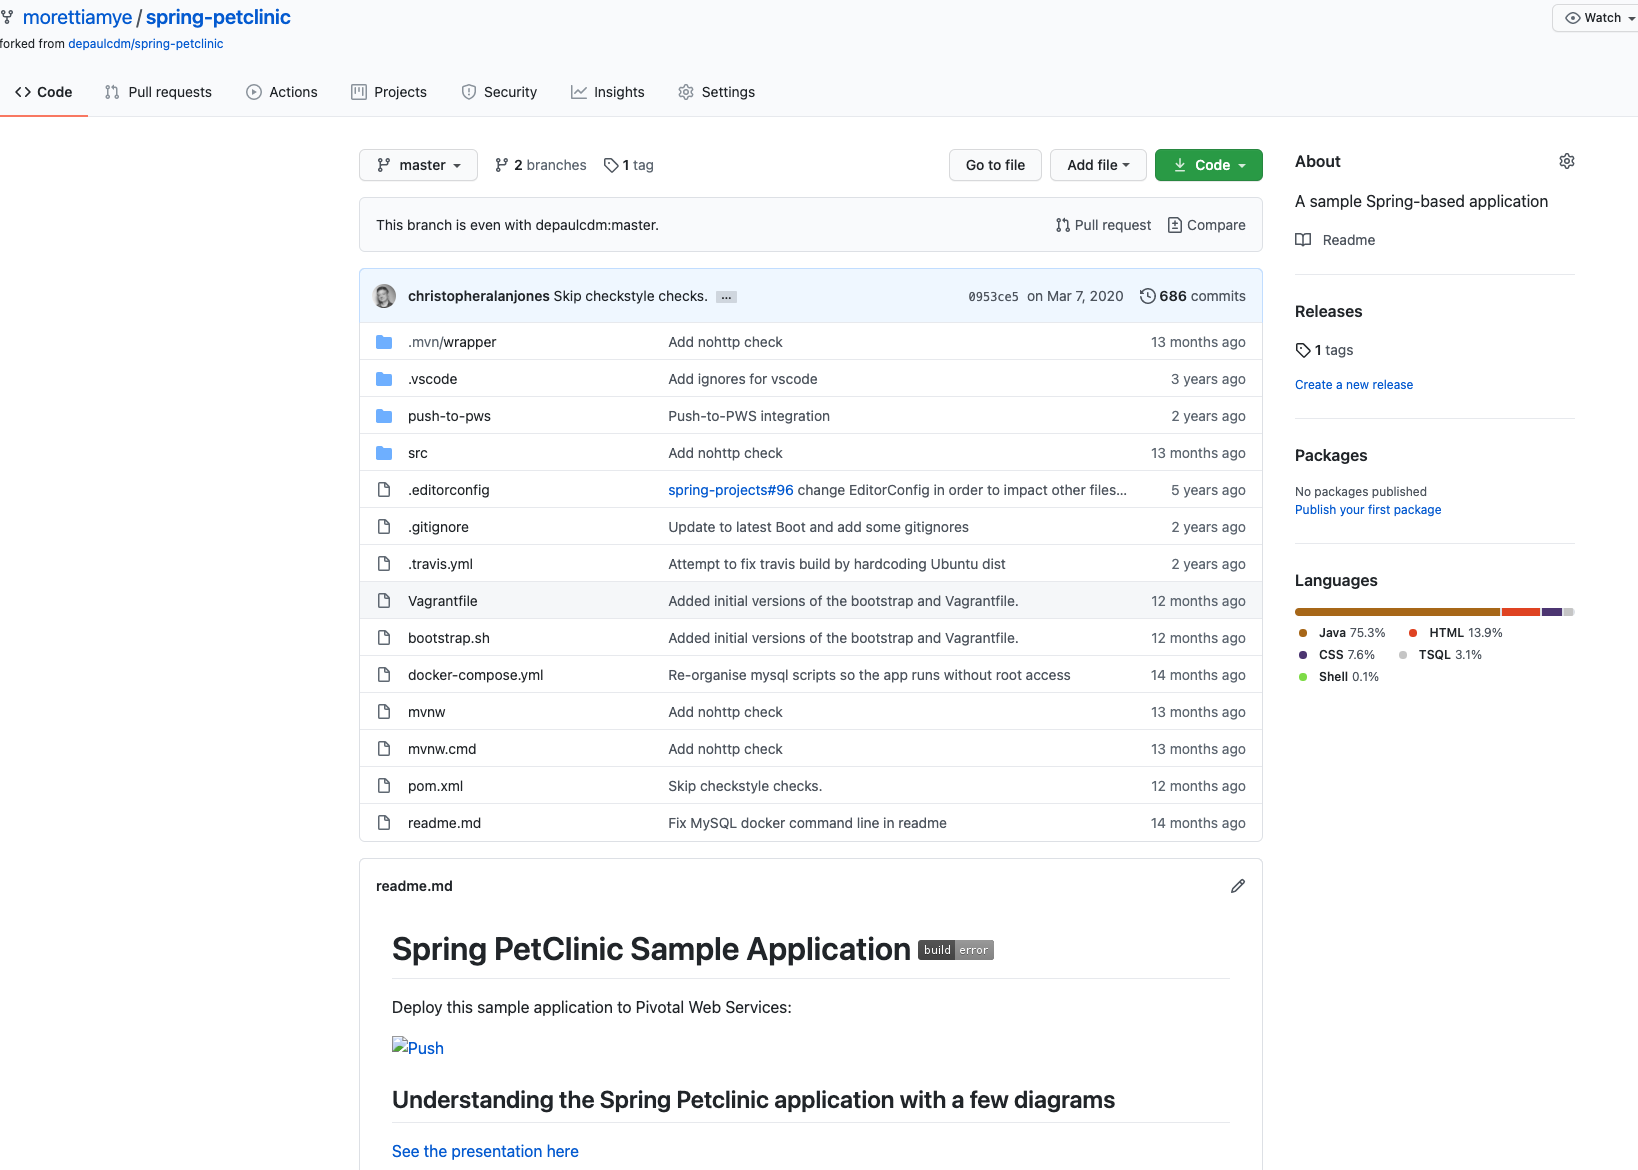 morettiamye / spring-petclinic
Watch
forked from depaulcdm/spring-petclinic
Code Pull requests Actions Projects Security Insights Settings
master 2 branches 1 tag Go to file Add file Code
This branch is even with depaulcdm:master. Pull request Compare
christopheralanjones Skip checkstyle checks. ... 0953ce5 on Mar 7, 2020 686 commits
.mvn/wrapper Add nohttp check 13 months ago
.vscode Add ignores for vscode 3 years ago
push-to-pws Push-to-PWS integration 2 years ago
src Add nohttp check 13 months ago
.editorconfig spring-projects#96 change EditorConfig in order to impact other files... 5 years ago
.gitignore Update to latest Boot and add some gitignores 2 years ago
.travis.yml Attempt to fix travis build by hardcoding Ubuntu dist 2 years ago
Vagrantfile Added initial versions of the bootstrap and Vagrantfile. 12 months ago
bootstrap.sh Added initial versions of the bootstrap and Vagrantfile. 12 months ago
docker-compose.yml Re-organise mysql scripts so the app runs without root access 14 months ago
mvnw Add nohttp check 13 months ago
mvnw.cmd Add nohttp check 13 months ago
pom.xml Skip checkstyle checks. 12 months ago
readme.md Fix MySQL docker command line in readme 14 months ago
readme.md
Spring PetClinic Sample Application build error
Deploy this sample application to Pivotal Web Services:
Push
Understanding the Spring Petclinic application with a few diagrams
See the presentation here
About
A sample Spring-based application
Readme
Releases
1 tags
Create a new release
Packages
No packages published
Publish your first package
Languages
Java 75.3% HTML 13.9%
CSS 7.6% TSQL 3.1%
Shell 0.1%